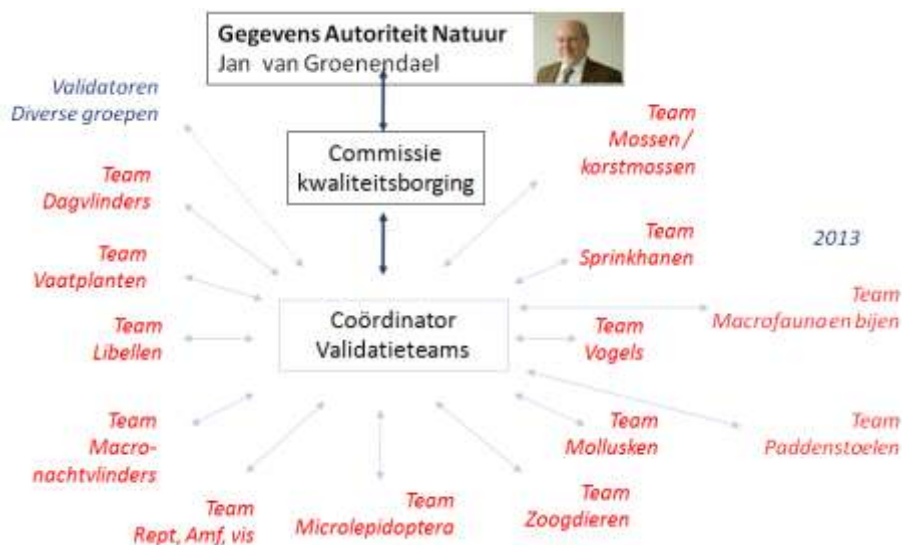 Gegevens Autoriteit Natuur
Jan van Groenendael
Validatoren
Diverse groepen
Commissie
kwaliteitsborging
Team
Mossen /
korstmossen
Team
Dagvlinders
Team
Sprinkhanen
2013
Team
Vaatplanten
Team
Macrofauna en bijen
Coördinator
Validatieteams
Team
Libellen
Team
Vogels
Team
Macro-
nachtvlinders
Team
Mollusken
Team
Paddenstoelen
Team
Rept, Amf, vis
Team
Microlepidoptera
Team
Zoogdieren